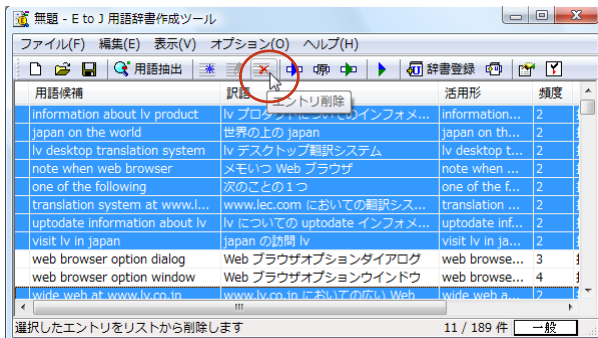 無題 - E to J 用語辞書作成ツール
ファイル(F) 編集(E) 表示(V) オプション(O) ヘルプ(H)
用語抽出 辞書登録
エントリ削除
用語候補 訳語 活用形 頻度
information about lv product lv プロダクトについてのインフォメ... information... 2
japan on the world 世界の上の japan japan on th... 2
lv desktop translation system lv デスクトップ翻訳システム lv desktop t... 2
note when web browser メモいつ Web ブラウザ note when ... 2
one of the following 次のことの1つ one of the f... 2
translation system at www.l... www.lec.com においての翻訳シス... translation ... 2
uptodate information about lv lv についての uptodate インフォメ... uptodate inf... 2
visit lv in japan japan の訪問 lv visit lv in ja... 2
web browser option dialog Web ブラウザオプションダイアログ web browse... 3
web browser option window Web ブラウザオプションウインドウ web browse... 4
wide web at www.lv.co.jp www.lv.co.jp においての広い Web wide web a... 2
選択したエントリをリストから削除します 11 / 189 件 一般